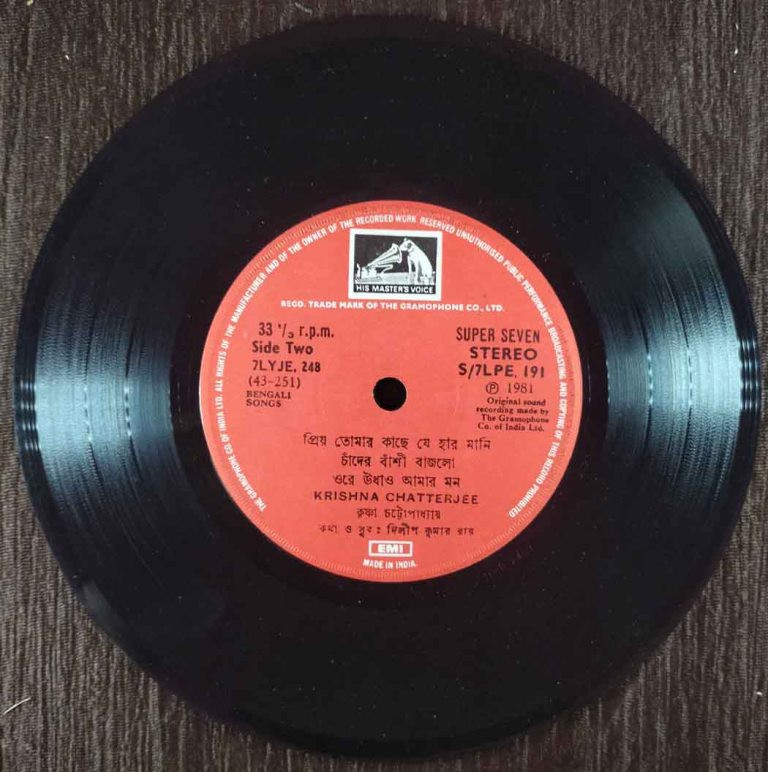 THE GRAMOPHONE CO. OF INDIA LTD. ALL RIGHTS OF THE MANUFACTURER AND OF THE OWNER OF THE RECORDED WORK RESERVED UNAUTHORISED PUBLIC PERFORMANCE BROADCASTING AND COPYING OF THIS RECORD PROHIBITED
HIS MASTER'S VOICE
REGD. TRADE MARK OF THE GRAMOPHONE CO., LTD.
33 1/3 r.p.m.
Side Two
7LYJE. 248
(43-251)
BENGALI
SONGS
SUPER SEVEN
STEREO
S/7LPE. 191
℗ 1981
Original sound
recording made by
The Gramophone
Co. of India Ltd.
প্রিয় তোমার কাছে যে হার মানি
চাঁদের বাঁশী বাজলো
ওরে উধাও আমার মন
KRISHNA CHATTERJEE
কৃষ্ণা চট্টোপাধ্যায়
কথা ও সুর : দিলীপ কুমার রায়
EMI
MADE IN INDIA.